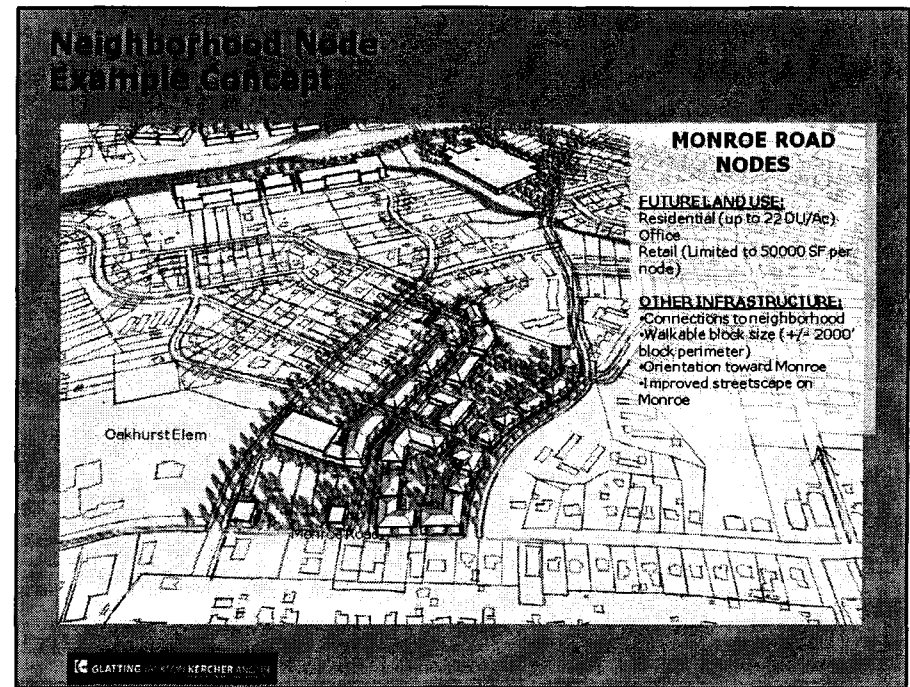 Neighborhood Node
Example Concept
MONROE ROAD
NODES
FUTURE LAND USE:
Residential (up to 22 DU/Ac)
Office
Retail (Limited to 50000 SF per
node)
OTHER INFRASTRUCTURE:
•Connections to neighborhood
•Walkable block size (+/- 2000'
block perimeter)
•Orientation toward Monroe
•Improved streetscape on
Monroe
Oakhurst Elem
Monroe Road
GLATTING JACKSON KERCHER ANGLIN